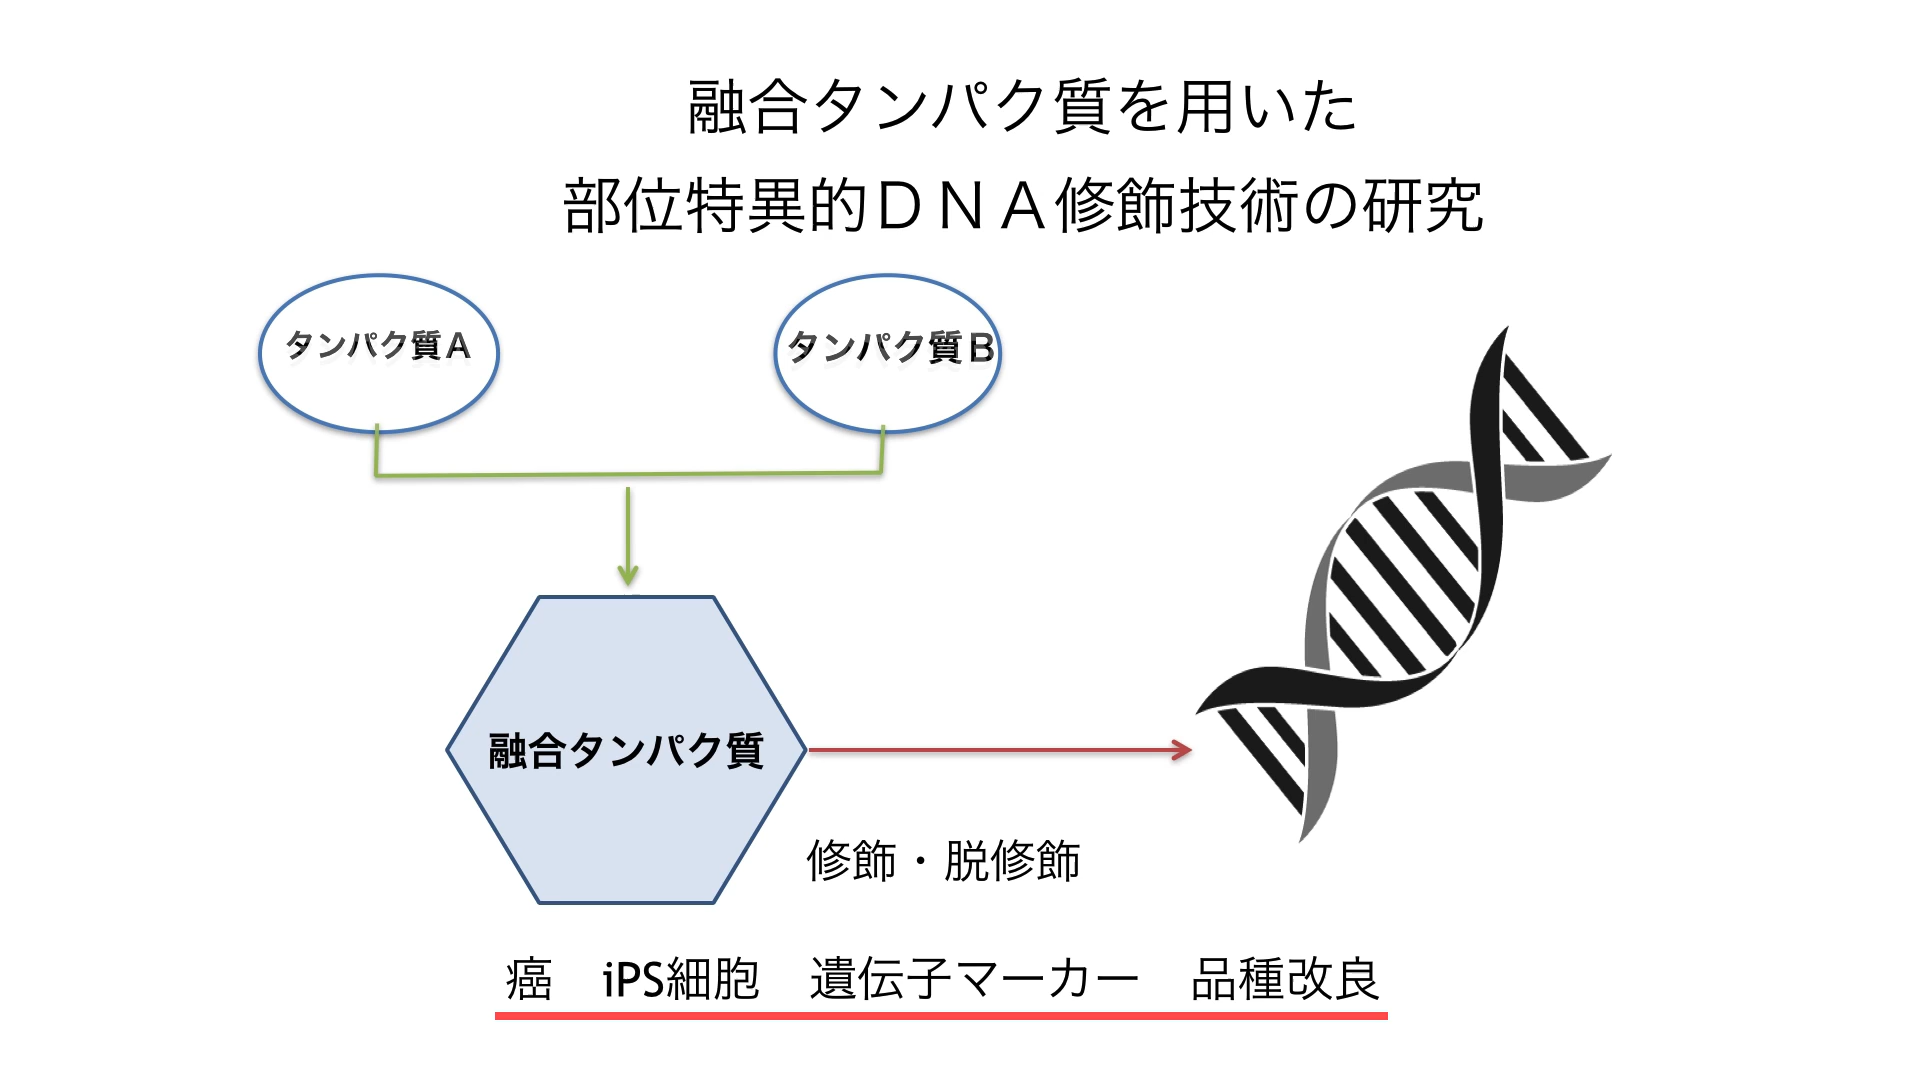 融合タンパク質を用いた
部位特異的ＤＮＡ修飾技術の研究
タンパク質Ａ
タンパク質Ｂ
融合タンパク質
修飾・脱修飾
癌　iPS細胞　遺伝子マーカー　品種改良